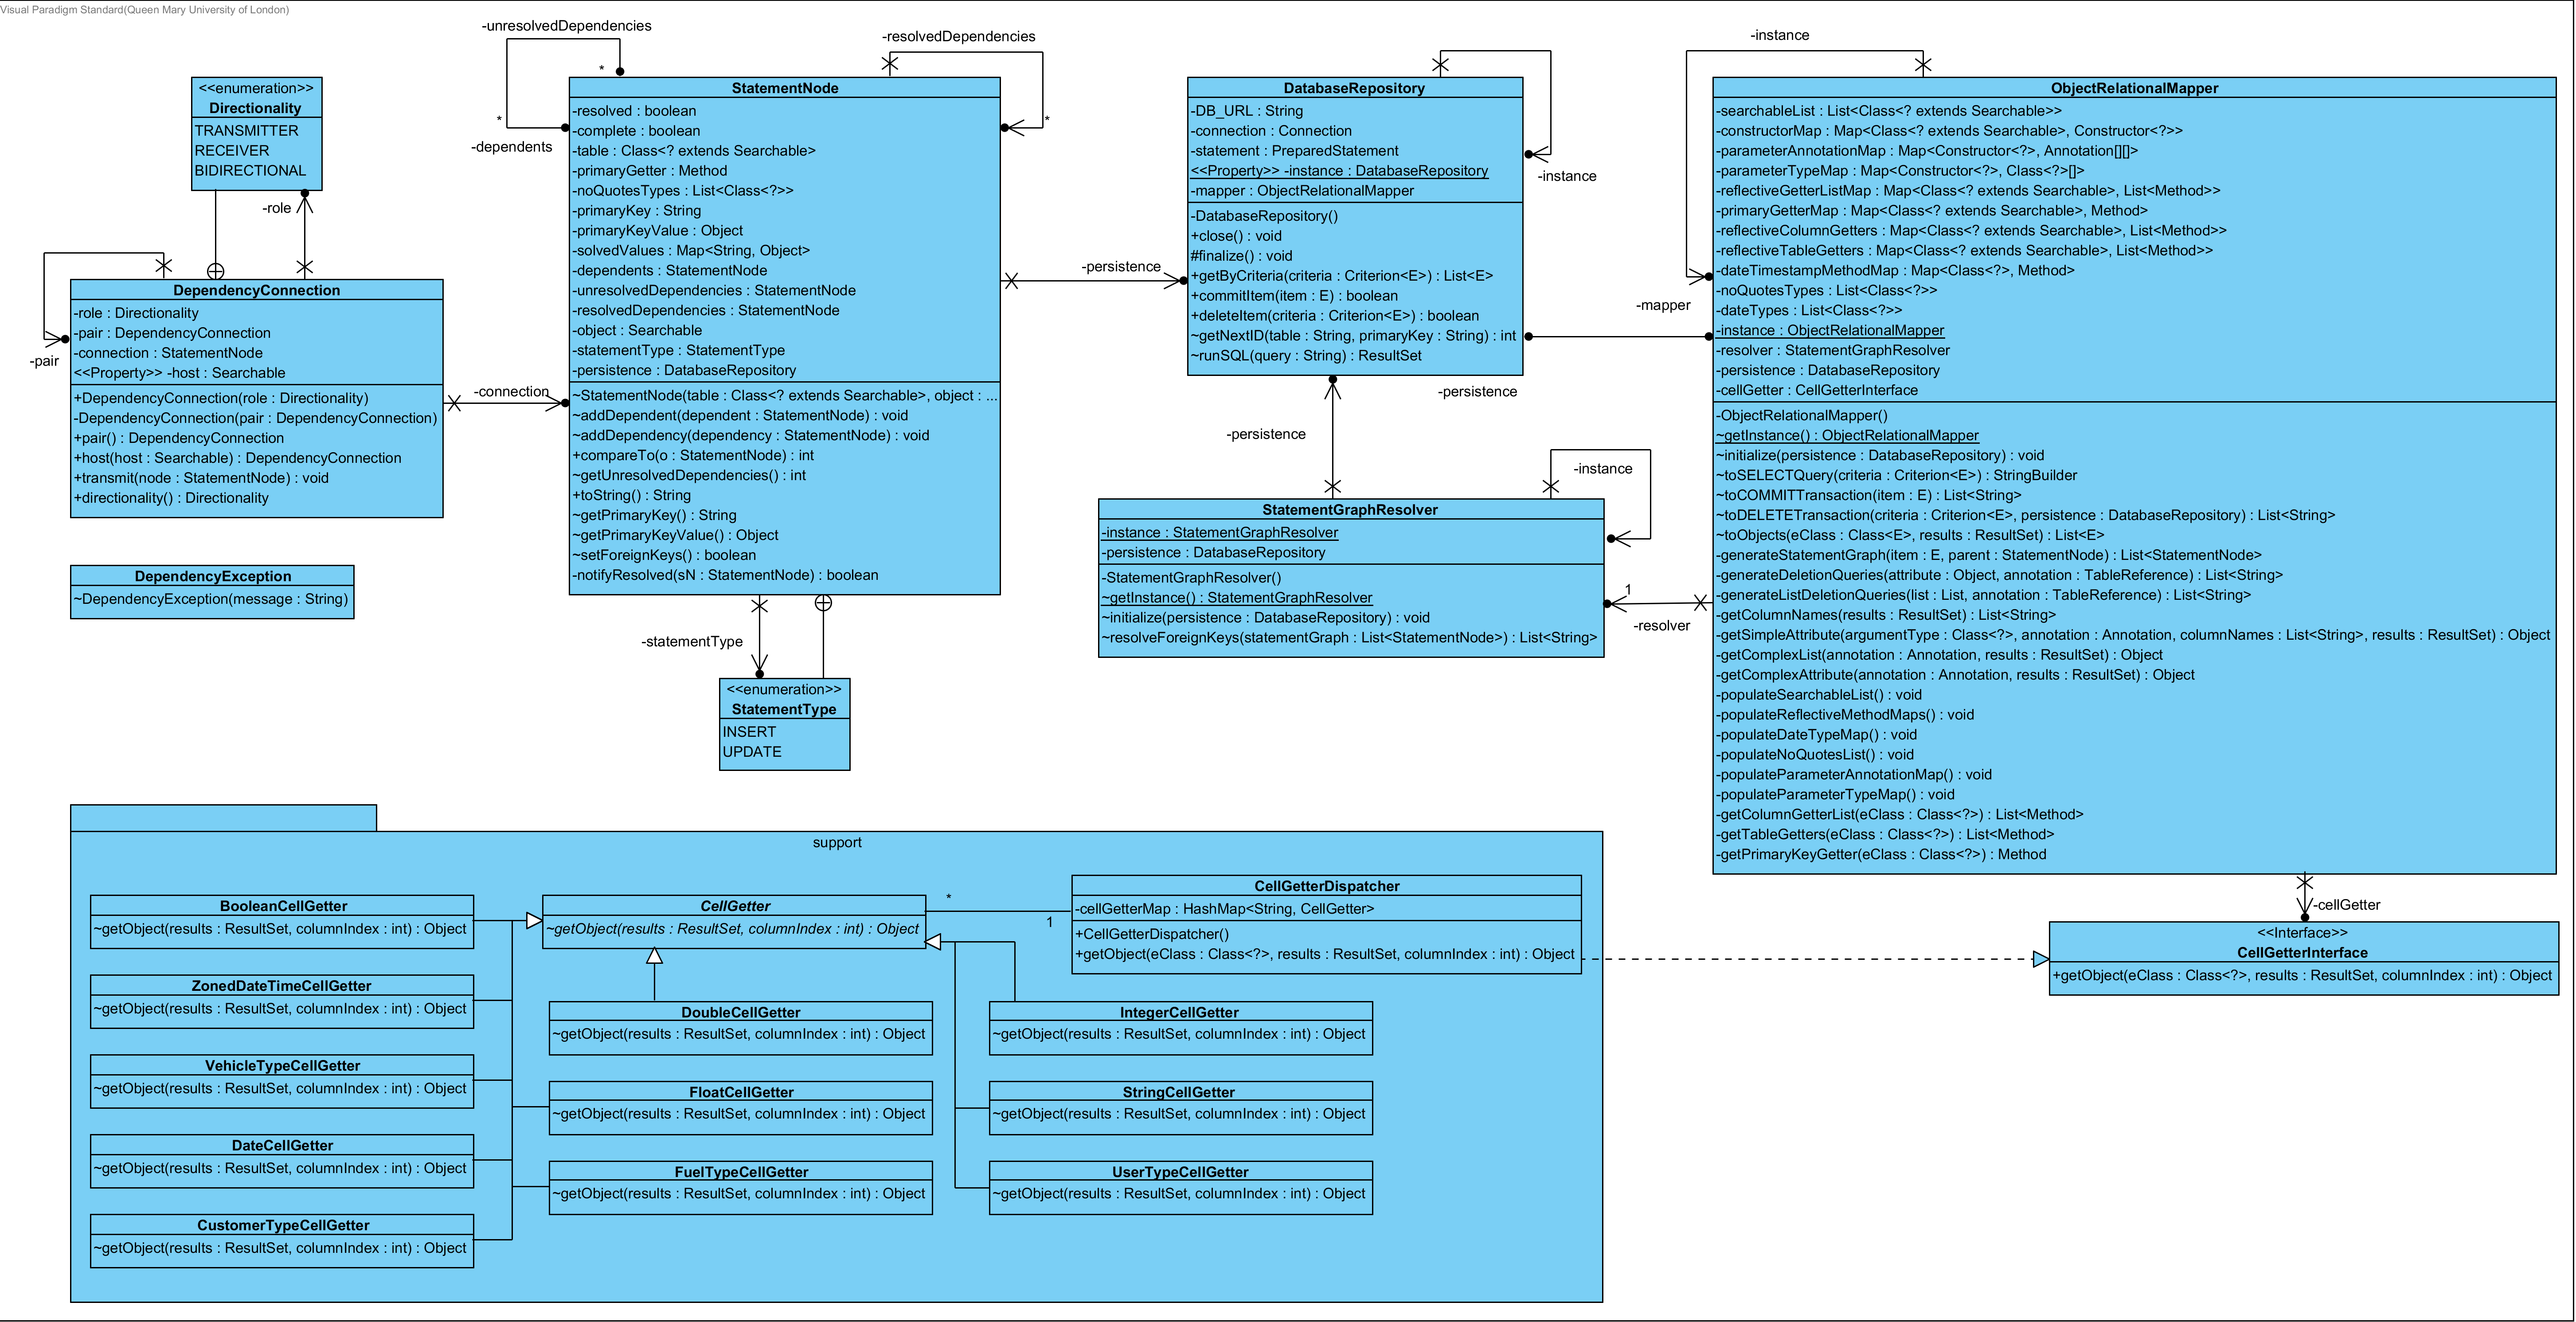 Visual Paradigm Standard(Queen Mary University of London)
-unresolvedDependencies
*
*
-dependents
-resolvedDependencies
*
<<enumeration>>
Directionality
TRANSMITTER
RECEIVER
BIDIRECTIONAL
-role
-pair
DependencyConnection
-role : Directionality
-pair : DependencyConnection
-connection : StatementNode
<<Property>> -host : Searchable
+DependencyConnection(role : Directionality)
-DependencyConnection(pair : DependencyConnection)
+pair() : DependencyConnection
+host(host : Searchable) : DependencyConnection
+transmit(node : StatementNode) : void
+directionality() : Directionality
-connection
DependencyException
~DependencyException(message : String)
StatementNode
-resolved : boolean
-complete : boolean
-table : Class<? extends Searchable>
-primaryGetter : Method
-noQuotesTypes : List<Class<?>>
-primaryKey : String
-primaryKeyValue : Object
-solvedValues : Map<String, Object>
-dependents : StatementNode
-unresolvedDependencies : StatementNode
-resolvedDependencies : StatementNode
-object : Searchable
-statementType : StatementType
-persistence : DatabaseRepository
~StatementNode(table : Class<? extends Searchable>, object : ...
~addDependent(dependent : StatementNode) : void
~addDependency(dependency : StatementNode) : void
+compareTo(o : StatementNode) : int
~getUnresolvedDependencies() : int
+toString() : String
~getPrimaryKey() : String
~getPrimaryKeyValue() : Object
~setForeignKeys() : boolean
-notifyResolved(sN : StatementNode) : boolean
-statementType
<<enumeration>>
StatementType
INSERT
UPDATE
-persistence
DatabaseRepository
-DB_URL : String
-connection : Connection
-statement : PreparedStatement
<<Property>> -instance : DatabaseRepository
-mapper : ObjectRelationalMapper
-DatabaseRepository()
+close() : void
#finalize() : void
+getByCriteria(criteria : Criterion<E>) : List<E>
+commitItem(item : E) : boolean
+deleteItem(criteria : Criterion<E>) : boolean
~getNextID(table : String, primaryKey : String) : int
~runSQL(query : String) : ResultSet
-instance
-persistence
-persistence
-mapper
-instance
StatementGraphResolver
-instance : StatementGraphResolver
-persistence : DatabaseRepository
-StatementGraphResolver()
~getInstance() : StatementGraphResolver
~initialize(persistence : DatabaseRepository) : void
~resolveForeignKeys(statementGraph : List<StatementNode>) : List<String>
1
-resolver
-instance
ObjectRelationalMapper
-searchableList : List<Class<? extends Searchable>>
-constructorMap : Map<Class<? extends Searchable>, Constructor<?>>
-parameterAnnotationMap : Map<Constructor<?>, Annotation[][]>
-parameterTypeMap : Map<Constructor<?>, Class<?>[]>
-reflectiveGetterListMap : Map<Class<? extends Searchable>, List<Method>>
-primaryGetterMap : Map<Class<? extends Searchable>, Method>
-reflectiveColumnGetters : Map<Class<? extends Searchable>, List<Method>>
-reflectiveTableGetters : Map<Class<? extends Searchable>, List<Method>>
-dateTimestampMethodMap : Map<Class<?>, Method>
-noQuotesTypes : List<Class<?>>
-dateTypes : List<Class<?>>
-instance : ObjectRelationalMapper
-resolver : StatementGraphResolver
-persistence : DatabaseRepository
-cellGetter : CellGetterInterface
-ObjectRelationalMapper()
~getInstance() : ObjectRelationalMapper
~initialize(persistence : DatabaseRepository) : void
~toSELECTQuery(criteria : Criterion<E>) : StringBuilder
~toCOMMITTransaction(item : E) : List<String>
~toDELETETransaction(criteria : Criterion<E>, persistence : DatabaseRepository) : List<String>
~toObjects(eClass : Class<E>, results : ResultSet) : List<E>
-generateStatementGraph(item : E, parent : StatementNode) : List<StatementNode>
-generateDeletionQueries(attribute : Object, annotation : TableReference) : List<String>
-generateListDeletionQueries(list : List, annotation : TableReference) : List<String>
-getColumnNames(results : ResultSet) : List<String>
-getSimpleAttribute(argumentType : Class<?>, annotation : Annotation, columnNames : List<String>, results : ResultSet) : Object
-getComplexList(annotation : Annotation, results : ResultSet) : Object
-getComplexAttribute(annotation : Annotation, results : ResultSet) : Object
-populateSearchableList() : void
-populateReflectiveMethodMaps() : void
-populateDateTypeMap() : void
-populateNoQuotesList() : void
-populateParameterAnnotationMap() : void
-populateParameterTypeMap() : void
-getColumnGetterList(eClass : Class<?>) : List<Method>
-getTableGetters(eClass : Class<?>) : List<Method>
-getPrimaryKeyGetter(eClass : Class<?>) : Method
-cellGetter
<<Interface>>
CellGetterInterface
+getObject(eClass : Class<?>, results : ResultSet, columnIndex : int) : Object
support
BooleanCellGetter
~getObject(results : ResultSet, columnIndex : int) : Object
ZonedDateTimeCellGetter
~getObject(results : ResultSet, columnIndex : int) : Object
VehicleTypeCellGetter
~getObject(results : ResultSet, columnIndex : int) : Object
DateCellGetter
~getObject(results : ResultSet, columnIndex : int) : Object
CustomerTypeCellGetter
~getObject(results : ResultSet, columnIndex : int) : Object
CellGetter
~getObject(results : ResultSet, columnIndex : int) : Object
*
1
DoubleCellGetter
~getObject(results : ResultSet, columnIndex : int) : Object
FloatCellGetter
~getObject(results : ResultSet, columnIndex : int) : Object
FuelTypeCellGetter
~getObject(results : ResultSet, columnIndex : int) : Object
CellGetterDispatcher
-cellGetterMap : HashMap<String, CellGetter>
+CellGetterDispatcher()
+getObject(eClass : Class<?>, results : ResultSet, columnIndex : int) : Object
IntegerCellGetter
~getObject(results : ResultSet, columnIndex : int) : Object
StringCellGetter
~getObject(results : ResultSet, columnIndex : int) : Object
UserTypeCellGetter
~getObject(results : ResultSet, columnIndex : int) : Object